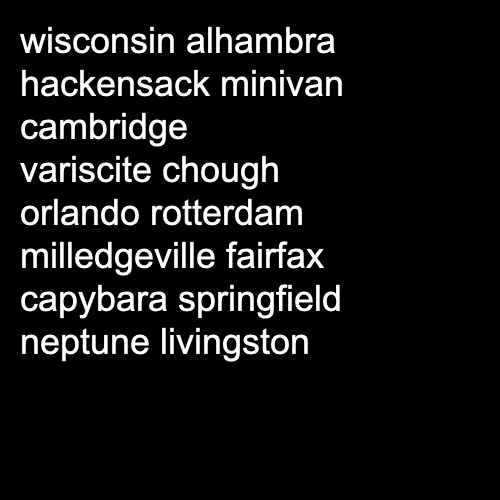 wisconsin alhambra
hackensack minivan
cambridge
variscite chough
orlando rotterdam
milledgeville fairfax
capybara springfield
neptune livingston